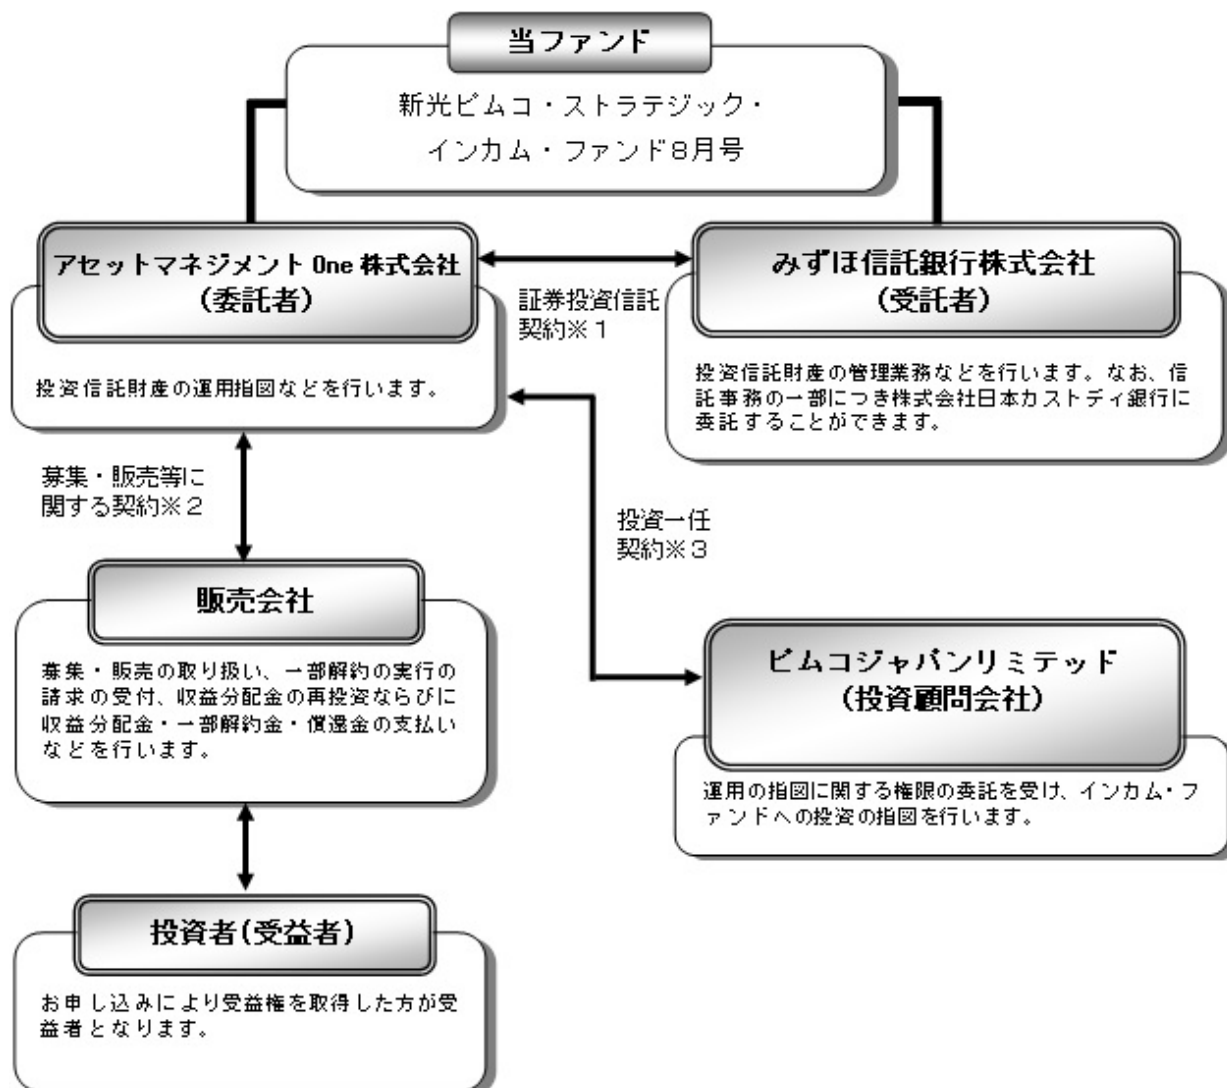 当ファンド
新光ピムコ・ストラテジック・
インカム・ファンド8月号
アセットマネジメント One 株式会社
(委託者)
投資信託財産の運用指図などを行います。
証券投資信託
契約※1
みずほ信託銀行株式会社
(受託者)
投資信託財産の管理業務などを行います。なお、信
託事務の一部につき株式会社日本カストディ銀行に
委託することができます。
募集・販売等に
関する契約※2
投資一任
契約※3
販売会社
募集・販売の取り扱い、一部解約の実行の
請求の受付、収益分配金の再投資ならびに
収益分配金・一部解約金・償還金の支払い
などを行います。
ピムコジャパンリミテッド
(投資顧問会社)
運用の指図に関する権限の委託を受け、インカム・フ
ァンドへの投資の指図を行います。
投資者(受益者)
お申し込みにより受益権を取得した方が受
益者となります。